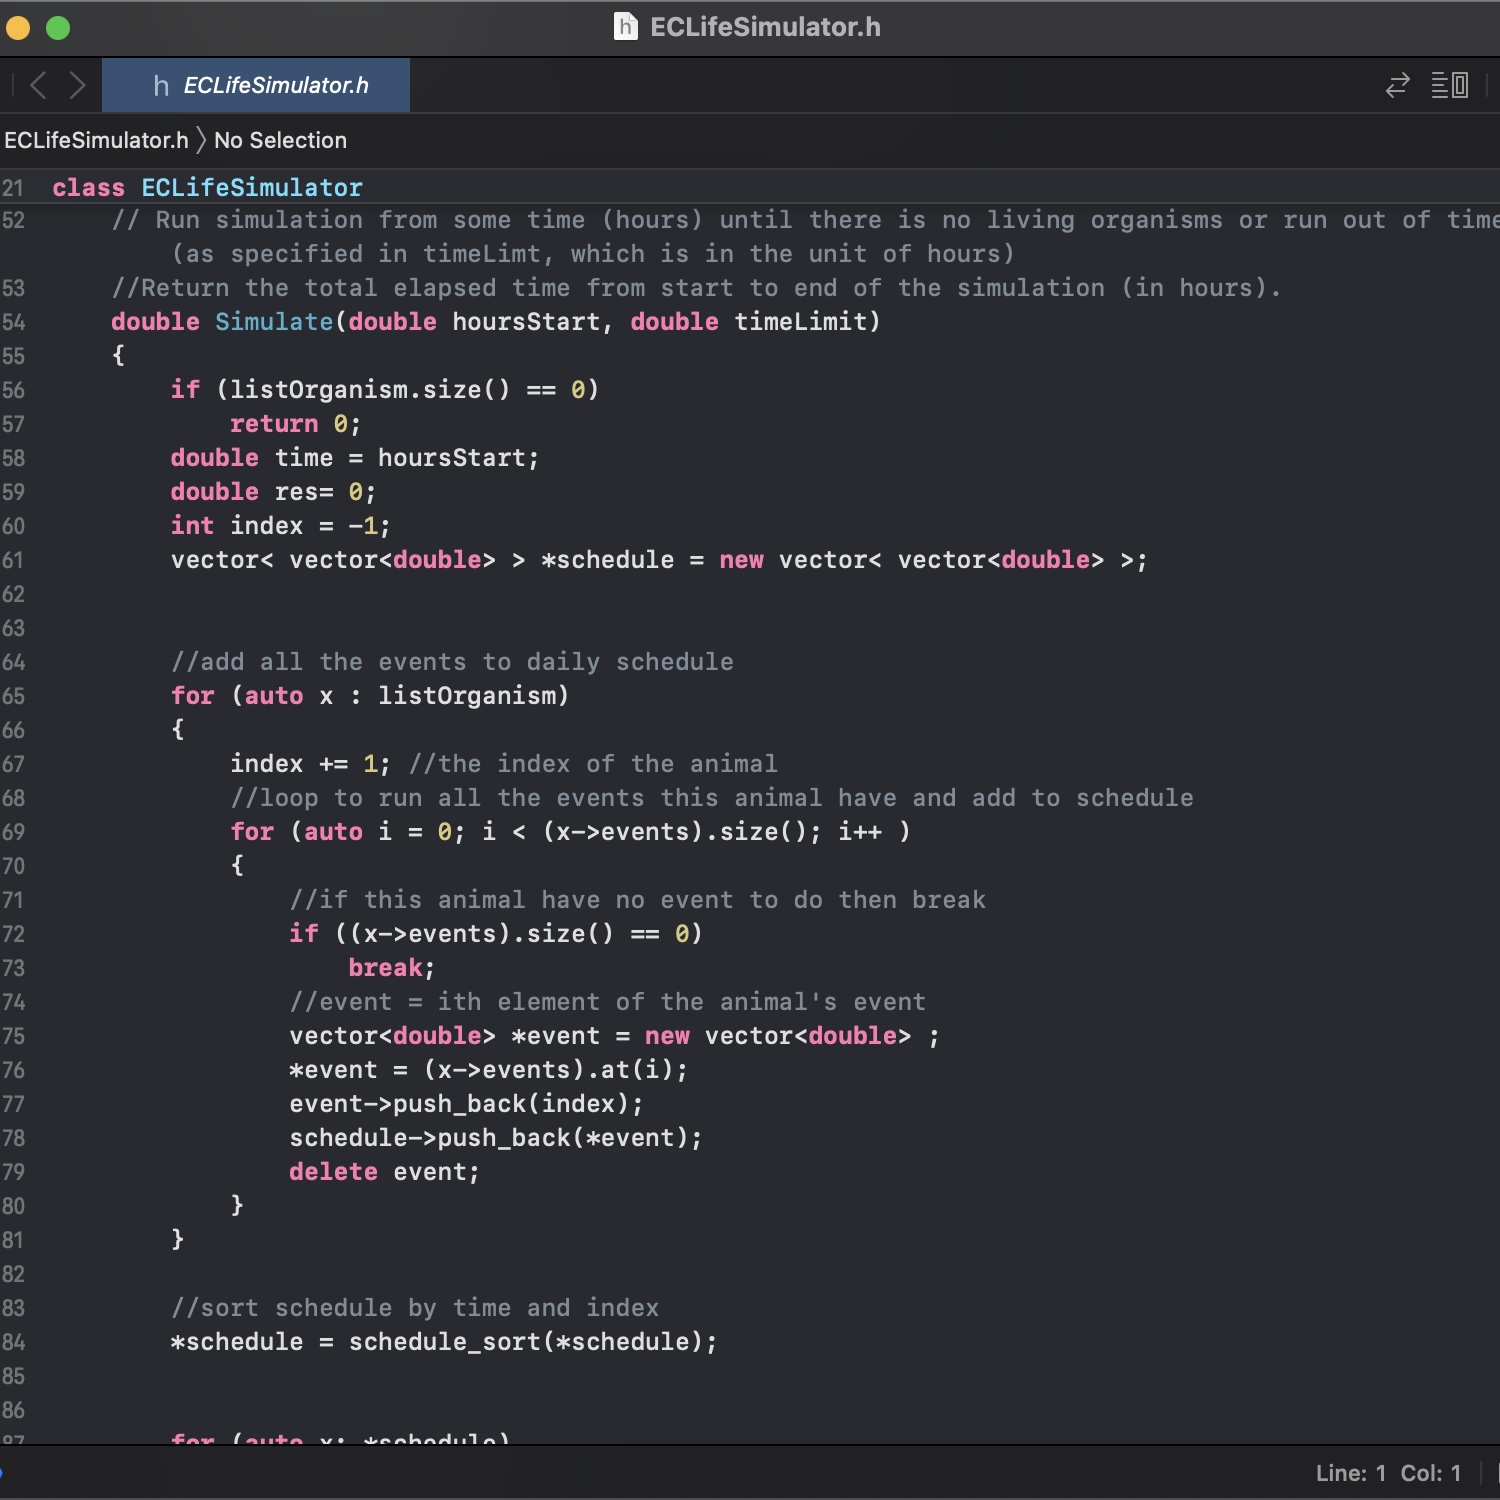 h ECLifeSimulator.h
h ECLifeSimulator.h
ECLifeSimulator.h 〉 No Selection
21 class ECLifeSimulator
52 // Run simulation from some time (hours) until there is no living organisms or run out of time
(as specified in timeLimt, which is in the unit of hours)
53 //Return the total elapsed time from start to end of the simulation (in hours).
54 double Simulate(double hoursStart, double timeLimit)
55 {
56 if (listOrganism.size() == 0)
57 return 0;
58 double time = hoursStart;
59 double res= 0;
60 int index = -1;
61 vector< vector<double> > *schedule = new vector< vector<double> >;
62
63
64 //add all the events to daily schedule
65 for (auto x : listOrganism)
66 {
67 index += 1; //the index of the animal
68 //loop to run all the events this animal have and add to schedule
69 for (auto i = 0; i < (x->events).size(); i++ )
70 {
71 //if this animal have no event to do then break
72 if ((x->events).size() == 0)
73 break;
74 //event = ith element of the animal's event
75 vector<double> *event = new vector<double> ;
76 *event = (x->events).at(i);
77 event->push_back(index);
78 schedule->push_back(*event);
79 delete event;
80 }
81 }
82
83 //sort schedule by time and index
84 *schedule = schedule_sort(*schedule);
85
86
87 for (auto x: *schedule)
Line: 1 Col: 1